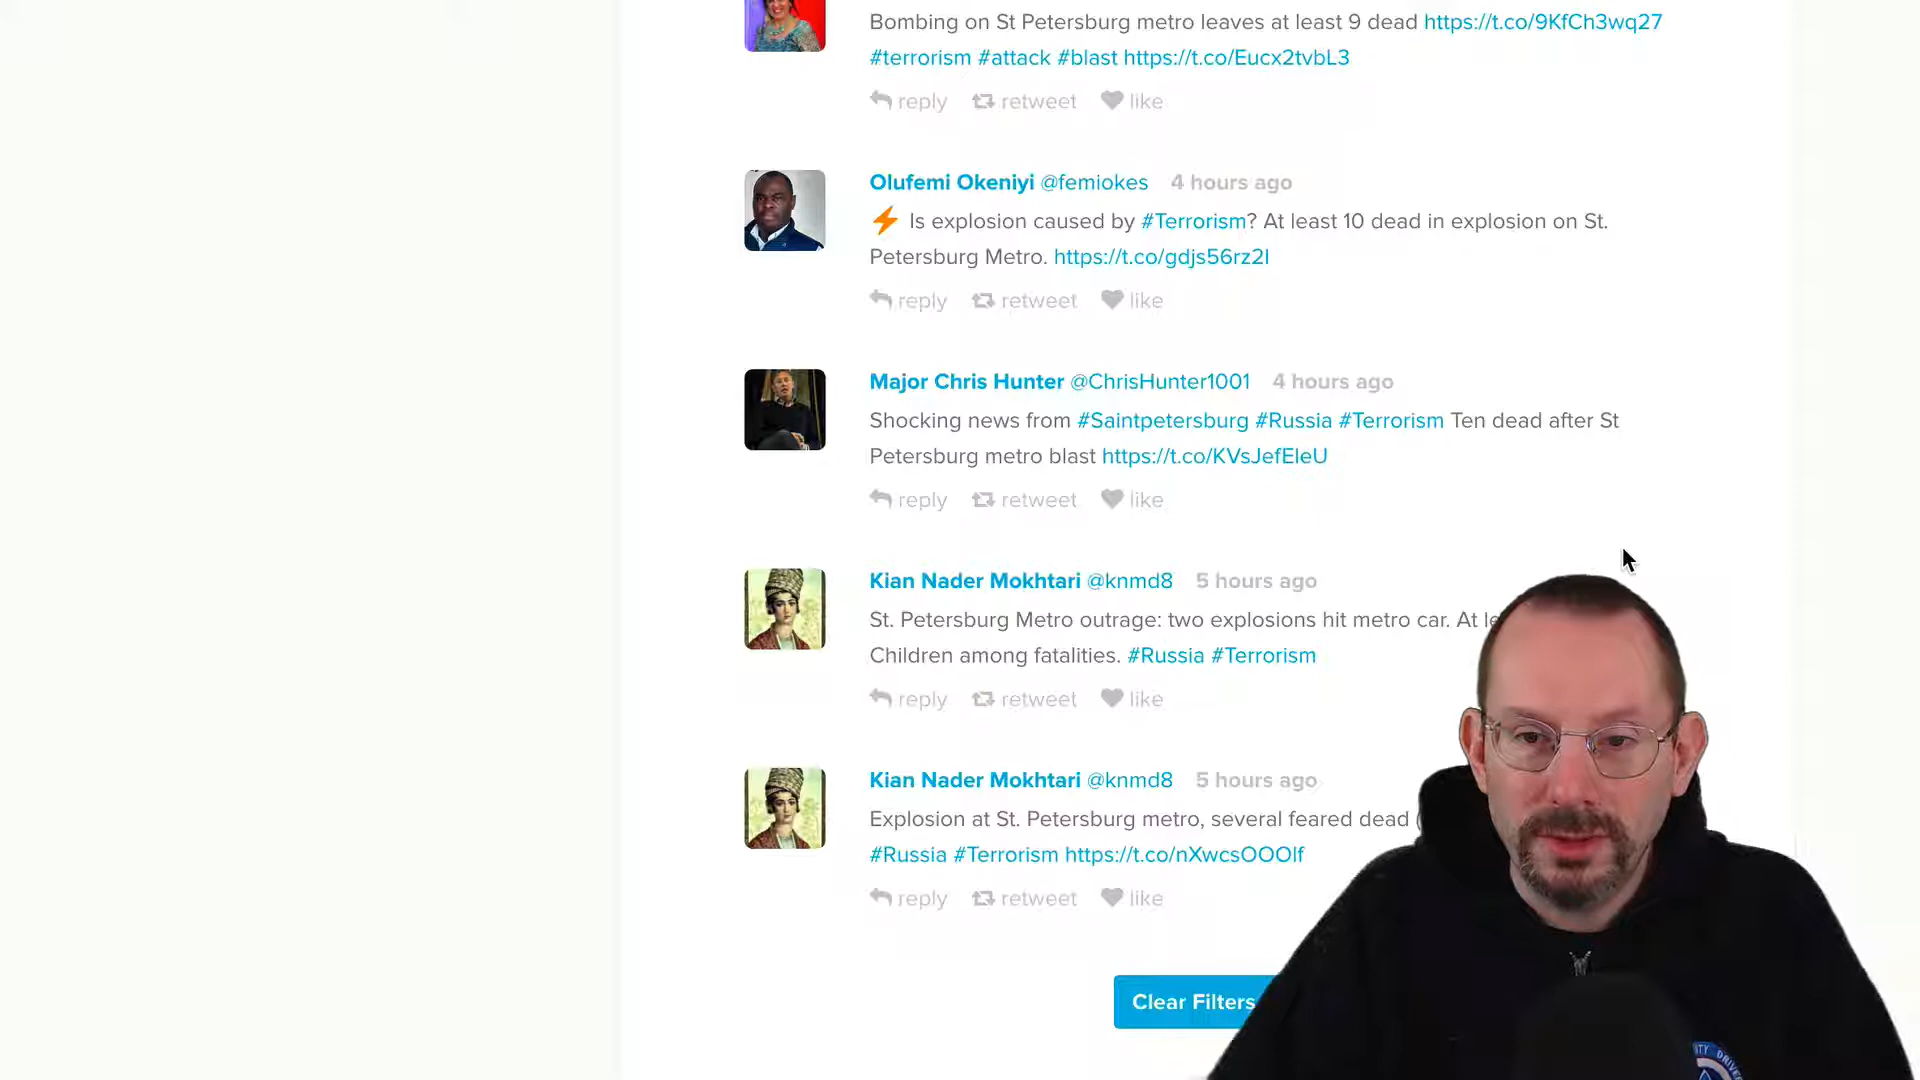 Bombing on St Petersburg metro leaves at least 9 dead https://t.co/9KfCh3wq27
#terrorism #attack #blast https://t.co/Eucx2tvbL3
reply retweet like
Olufemi Okeniyi @femiokes 4 hours ago
⚡ Is explosion caused by #Terrorism? At least 10 dead in explosion on St.
Petersburg Metro. https://t.co/gdjs56rz2I
reply retweet like
Major Chris Hunter @ChrisHunter1001 4 hours ago
Shocking news from #Saintpetersburg #Russia #Terrorism Ten dead after St
Petersburg metro blast https://t.co/KVsJefEleU
reply retweet like
Kian Nader Mokhtari @knmd8 5 hours ago
St. Petersburg Metro outrage: two explosions hit metro car. At
Children among fatalities. #Russia #Terrorism
reply retweet like
Kian Nader Mokhtari @knmd8 5 hours ago
Explosion at St. Petersburg metro, several feared dead (
#Russia #Terrorism https://t.co/nXwcsOOOlf
reply retweet like
Clear Filters